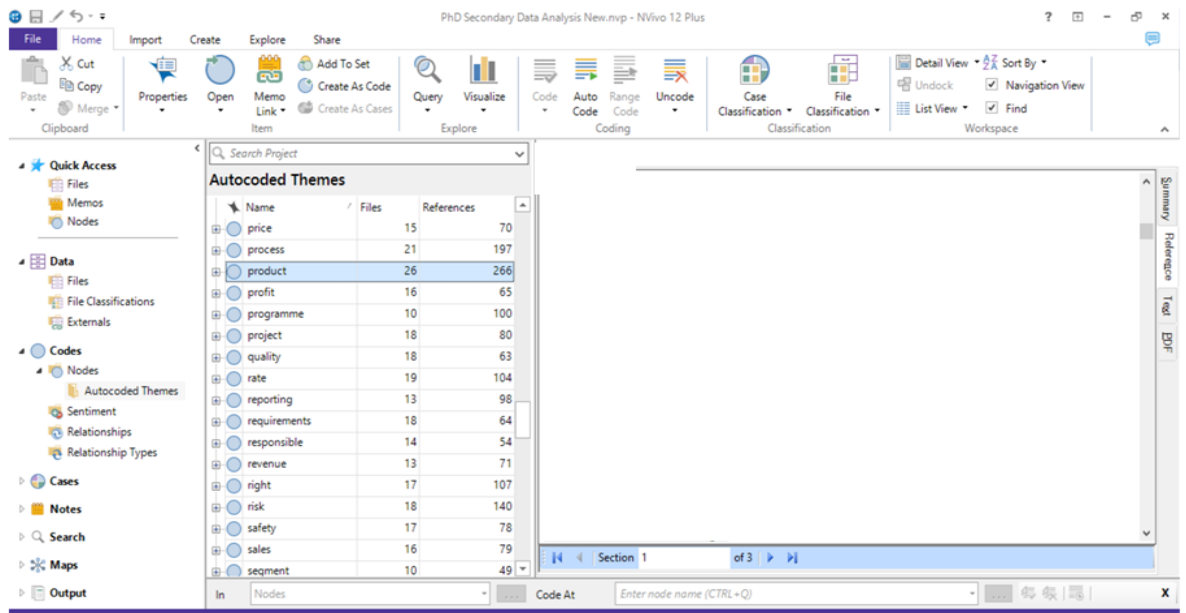 PhD Secondary Data Analysis New.nvp - NVivo 12 Plus
File Home Import Create Explore Share
Cut Add To Set Detail View Sort By
Copy Create As Code Undock Navigation View
Paste Merge Properties Open Memo Link Create As Cases Query Visualize Code Auto Code Range Code Uncode Case Classification File Classification List View Find
Clipboard Item Explore Coding Classification Workspace
Quick Access
Files
Memos
Nodes
Data
Files
File Classifications
Externals
Codes
Nodes
Autocoded Themes
Sentiment
Relationships
Relationship Types
Cases
Notes
Search
Maps
Output
Search Project
Autocoded Themes
Name Files References
price 15 70
process 21 197
product 26 266
profit 16 65
programme 10 100
project 18 80
quality 18 63
rate 19 104
reporting 13 98
requirements 18 64
responsible 14 54
revenue 13 71
right 17 107
risk 18 140
safety 17 78
sales 16 79
segment 10 49
Summary
Reference
Text
PDF
Section 1 of 3
In Nodes ... Code At Enter node name (CTRL+Q) ... X